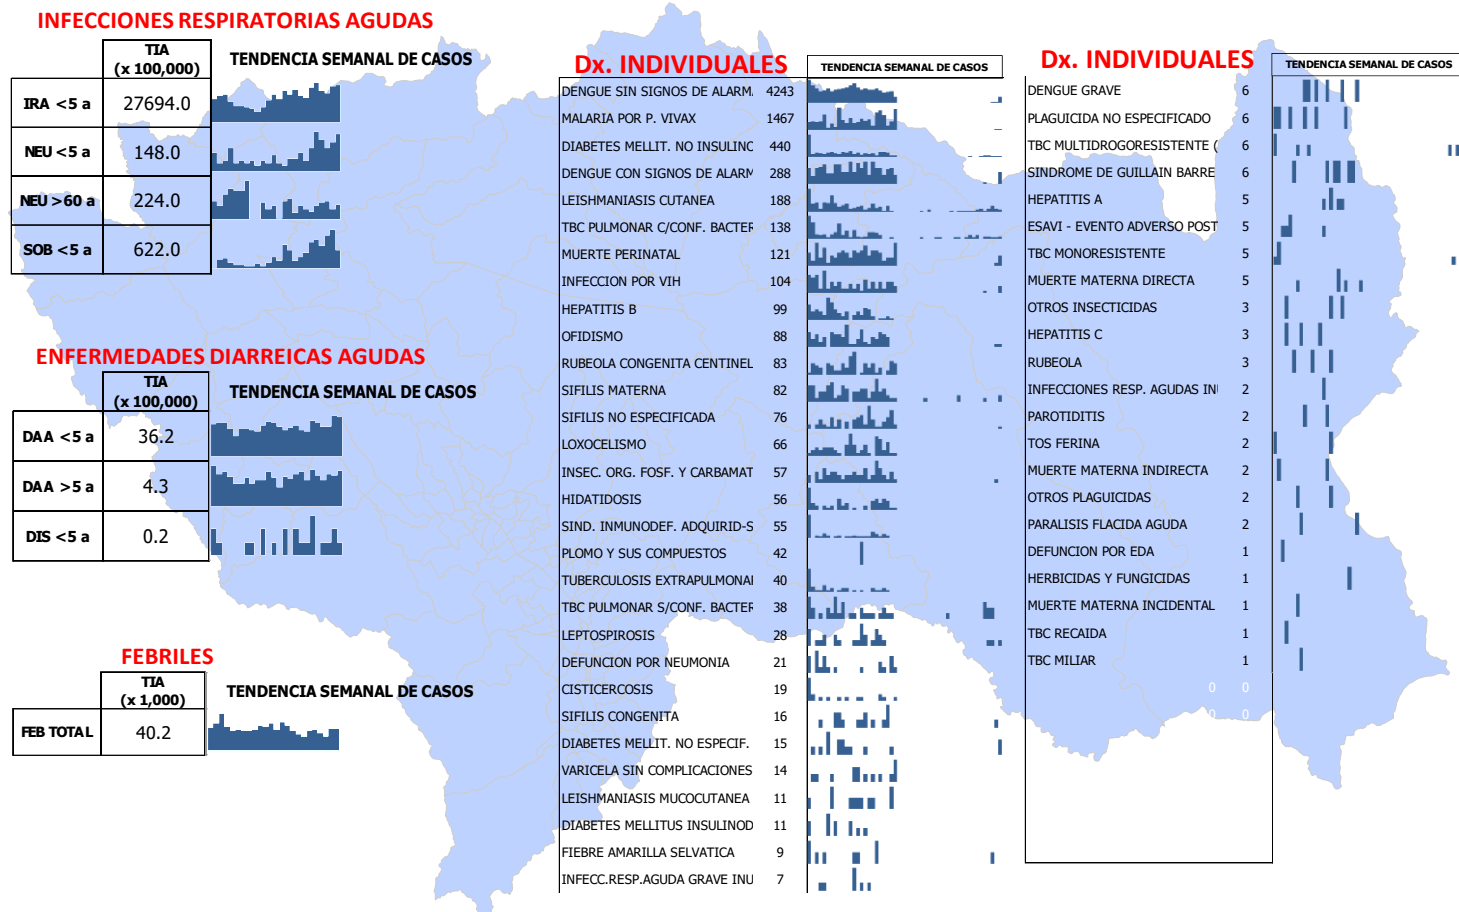 INFECCIONES RESPIRATORIAS AGUDAS
TIA
(x 100,000)
TENDENCIA SEMANAL DE CASOS
IRA <5 a 27694.0
NEU <5 a 148.0
NEU >60 a 224.0
SOB <5 a 622.0
ENFERMEDADES DIARREICAS AGUDAS
TIA
(x 100,000)
TENDENCIA SEMANAL DE CASOS
DAA <5 a 36.2
DAA >5 a 4.3
DIS <5 a 0.2
FEBRILES
TIA
(x 1,000)
TENDENCIA SEMANAL DE CASOS
FEB TOTAL 40.2
Dx. INDIVIDUALES
TENDENCIA SEMANAL DE CASOS
DENGUE SIN SIGNOS DE ALARM. 4243
MALARIA POR P. VIVAX 1467
DIABETES MELLIT. NO INSULINC 440
DENGUE CON SIGNOS DE ALARM 288
LEISHMANIASIS CUTANEA 188
TBC PULMONAR C/CONF. BACTER 138
MUERTE PERINATAL 121
INFECCION POR VIH 104
HEPATITIS B 99
OFIDISMO 88
RUBEOLA CONGENITA CENTINEL 83
SIFILIS MATERNA 82
SIFILIS NO ESPECIFICADA 76
LOXOCELISMO 66
INSEC. ORG. FOSF. Y CARBAMAT 57
HIDATIDOSIS 56
SIND. INMUNODEF. ADQUIRID-S 55
PLOMO Y SUS COMPUESTOS 42
TUBERCULOSIS EXTRAPULMONAI 40
TBC PULMONAR S/CONF. BACTER 38
LEPTOSPIROSIS 28
DEFUNCION POR NEUMONIA 21
CISTICERCOSIS 19
SIFILIS CONGENITA 16
DIABETES MELLIT. NO ESPECIF. 15
VARICELA SIN COMPLICACIONES 14
LEISHMANIASIS MUCOCUTANEA 11
DIABETES MELLITUS INSULINOD 11
FIEBRE AMARILLA SELVATICA 9
INFECC.RESP.AGUDA GRAVE INU 7
Dx. INDIVIDUALES
TENDENCIA SEMANAL DE CASOS
DENGUE GRAVE 6
PLAGUICIDA NO ESPECIFICADO 6
TBC MULTIDROGORESISTENTE ( 6
SINDROME DE GUILLAIN BARRE 6
HEPATITIS A 5
ESAVI - EVENTO ADVERSO POST 5
TBC MONORESISTENTE 5
MUERTE MATERNA DIRECTA 5
OTROS INSECTICIDAS 3
HEPATITIS C 3
RUBEOLA 3
INFECCIONES RESP. AGUDAS INI 2
PAROTIDITIS 2
TOS FERINA 2
MUERTE MATERNA INDIRECTA 2
OTROS PLAGUICIDAS 2
PARALISIS FLACIDA AGUDA 2
DEFUNCION POR EDA 1
HERBICIDAS Y FUNGICIDAS 1
MUERTE MATERNA INCIDENTAL 1
TBC RECAIDA 1
TBC MILIAR 1
0 0
0 0